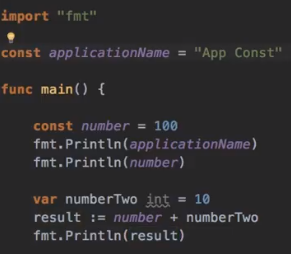 import "fmt"
const applicationName = "App Const"
func main() {
const number = 100
fmt.Println(applicationName)
fmt.Println(number)
var numberTwo int = 10
result := number + numberTwo
fmt.Println(result)